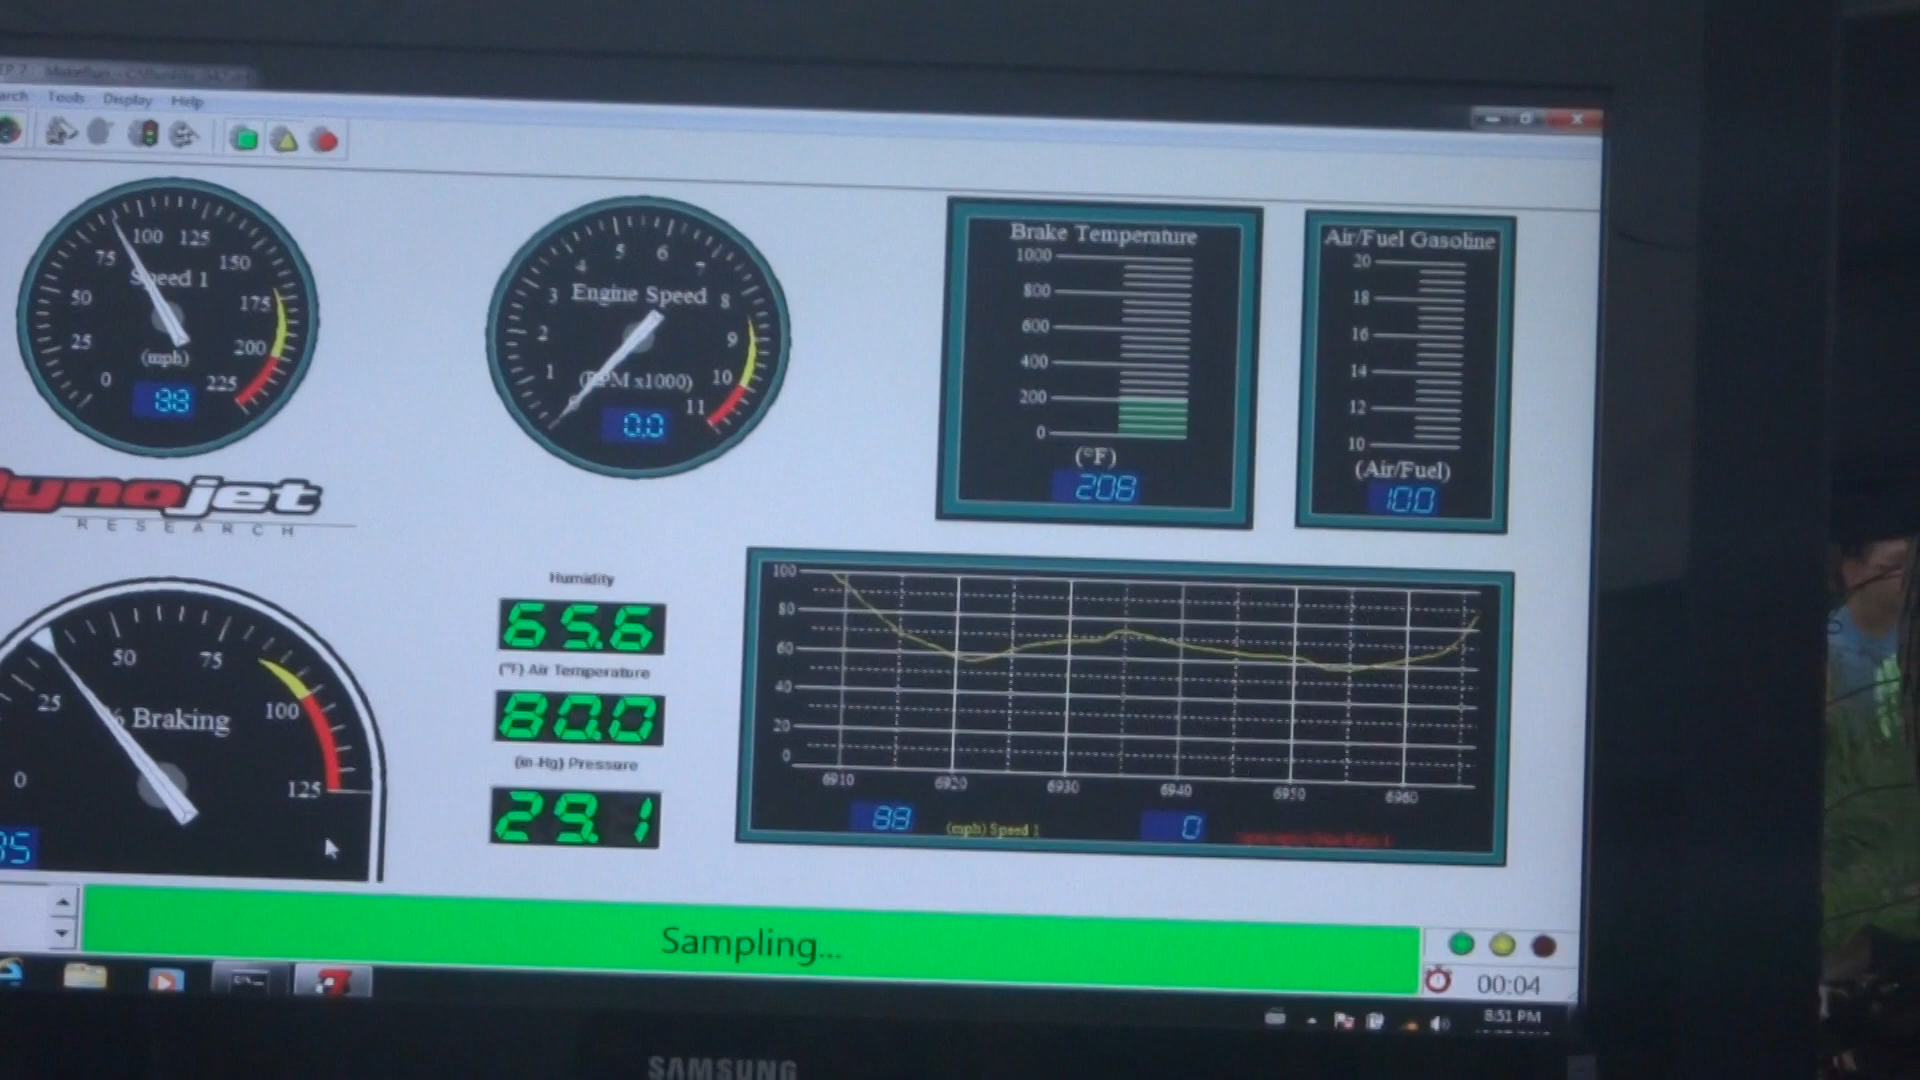 Tools Display Help
100 125
75 150
Speed 1
50 175
25 200
(mph)
0 225
88
5 6
4 7
3 Engine Speed 8
2 9
1 (RPM x1000) 10
11
0.0
Brake Temperature
1000
800
600
400
200
0
(°F)
208
Air/Fuel Gasoline
20
18
16
14
12
10
(Air/Fuel)
10.0
Dynojet
RESEARCH
50 75
25 100
% Braking
0 125
35
Humidity
65.6
(°F) Air Temperature
80.0
(in-Hg) Pressure
29.1
100
80
60
40
20
0
6910 6920 6930 6940 6950 6960
88 (mph) Speed 1 0
Sampling...
00:04
8:51 PM
SAMSUNG